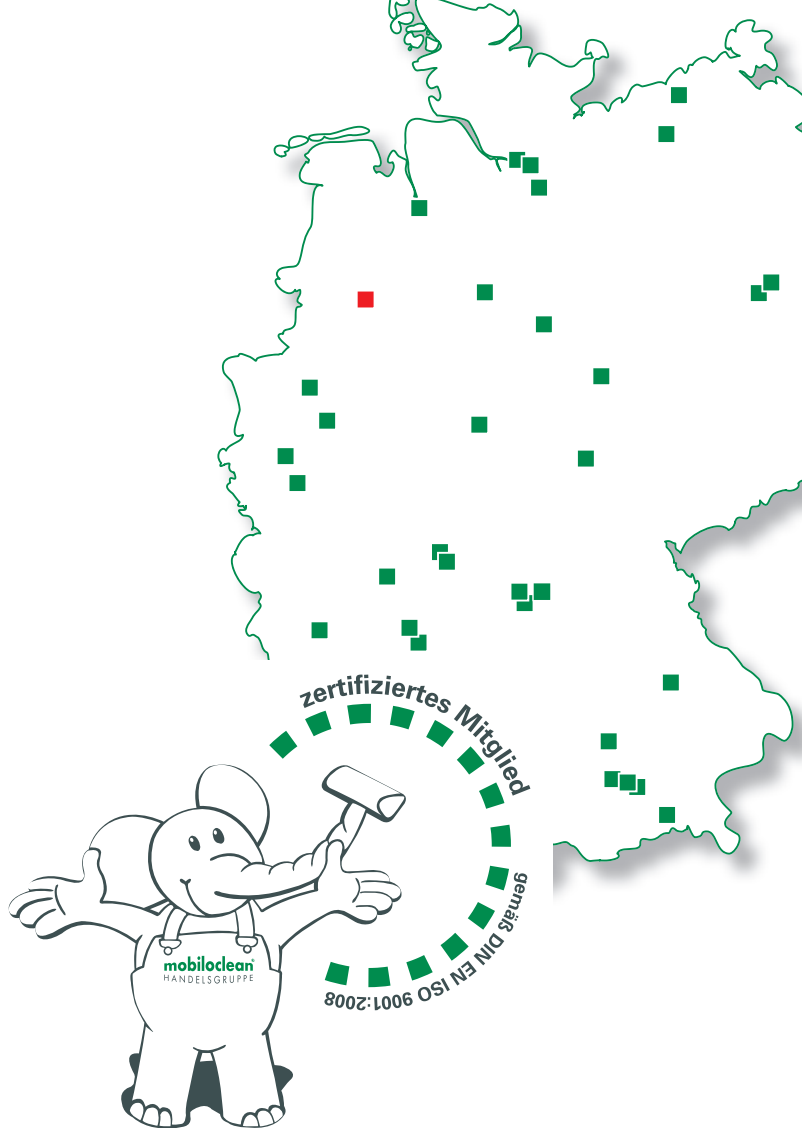 zertifiziertes Mitglied
gemäß DIN EN ISO 9001:2008
mobiloclean®
HANDELSGRUPPE